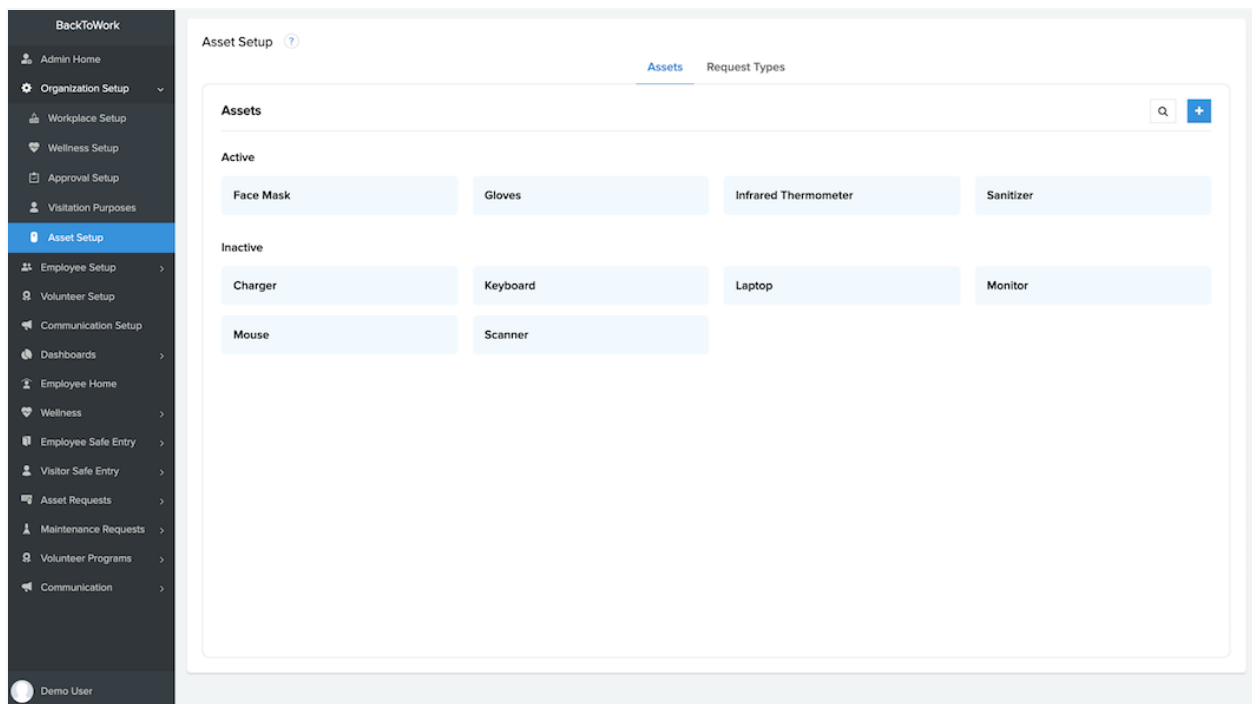 BackToWork
Admin Home
Organization Setup
Workplace Setup
Wellness Setup
Approval Setup
Visitation Purposes
Asset Setup
Employee Setup
Volunteer Setup
Communication Setup
Dashboards
Employee Home
Wellness
Employee Safe Entry
Visitor Safe Entry
Asset Requests
Maintenance Requests
Volunteer Programs
Communication
Demo User
Asset Setup ?
Assets Request Types
Assets
Active
Face Mask Gloves Infrared Thermometer Sanitizer
Inactive
Charger Keyboard Laptop Monitor
Mouse Scanner